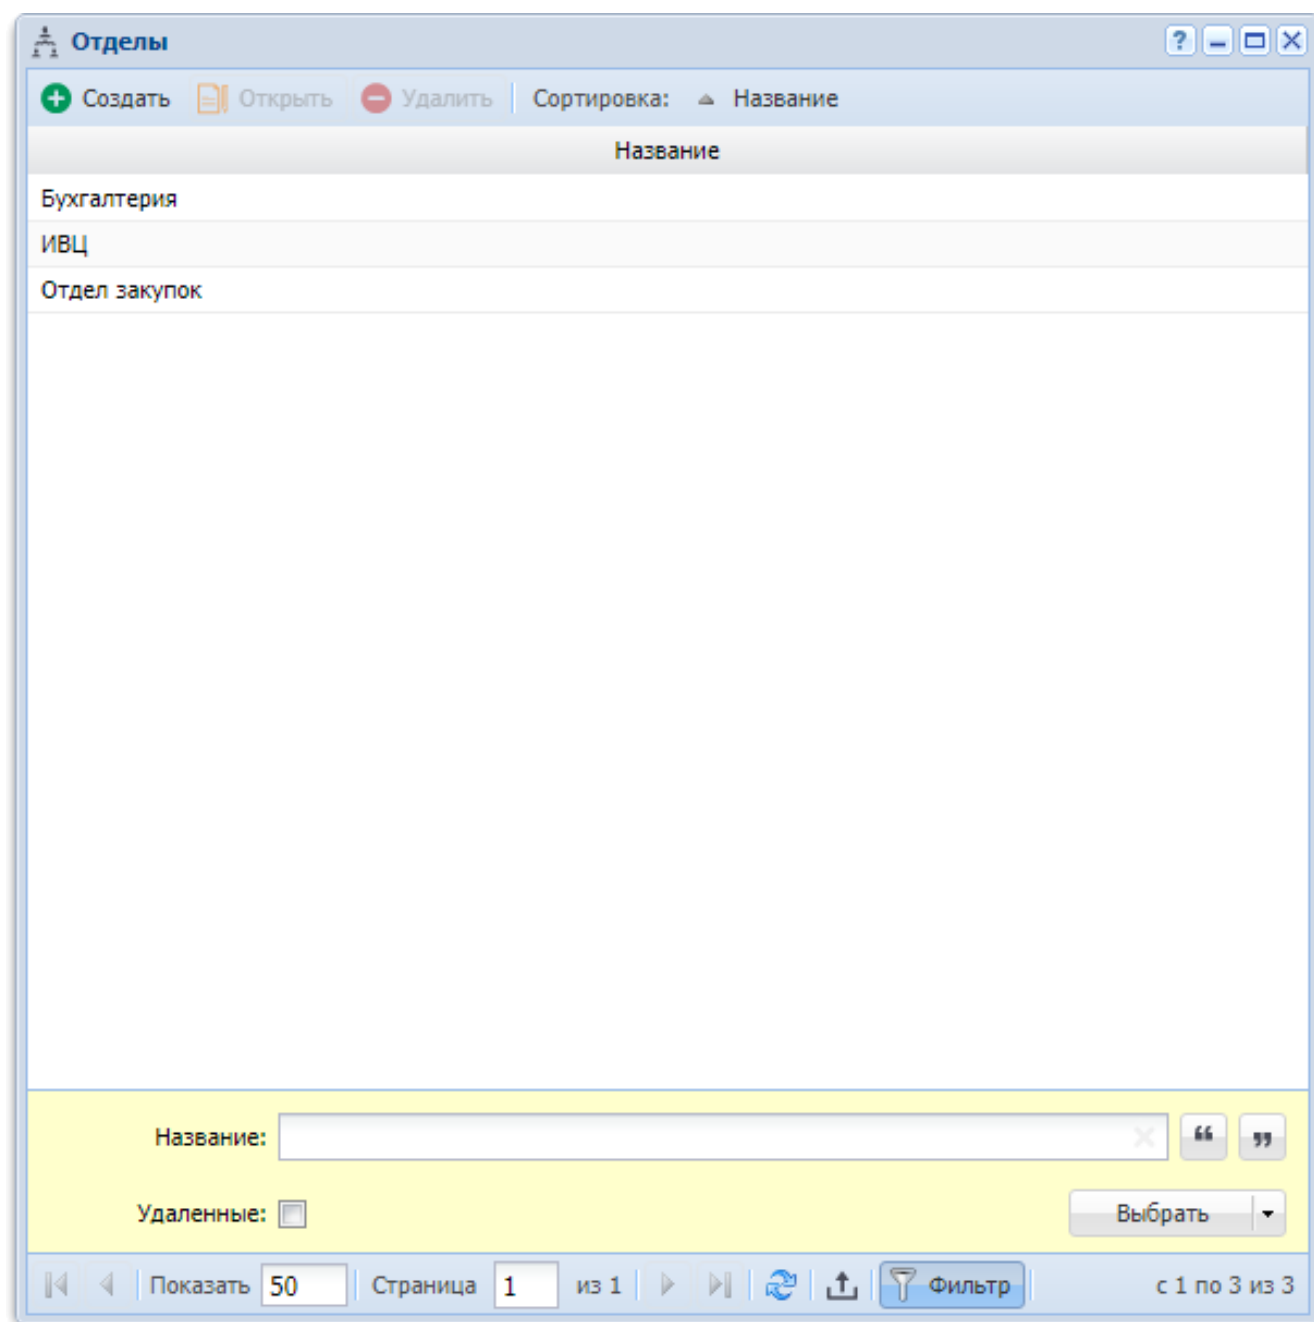 Отделы
Создать Открыть Удалить Сортировка: Название
Название
Бухгалтерия
ИВЦ
Отдел закупок
Название:
Удаленные: Выбрать
Показать 50 Страница 1 из 1 Фильтр с 1 по 3 из 3